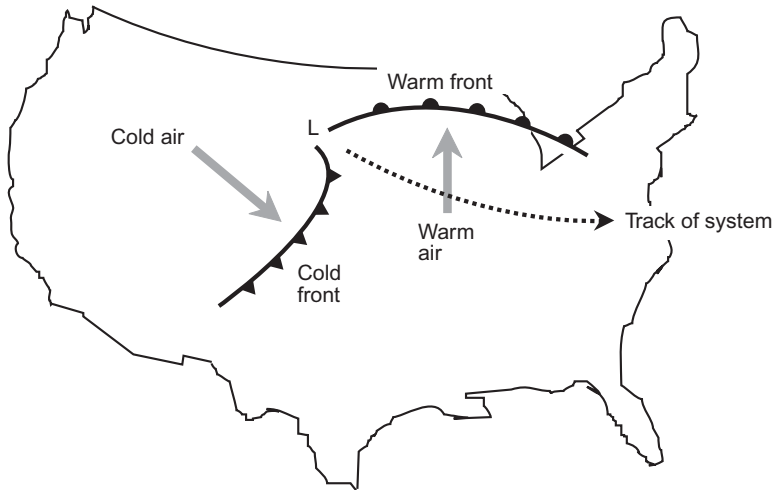 Warm front
L
Cold air
Track of system
Warm
air
Cold
front